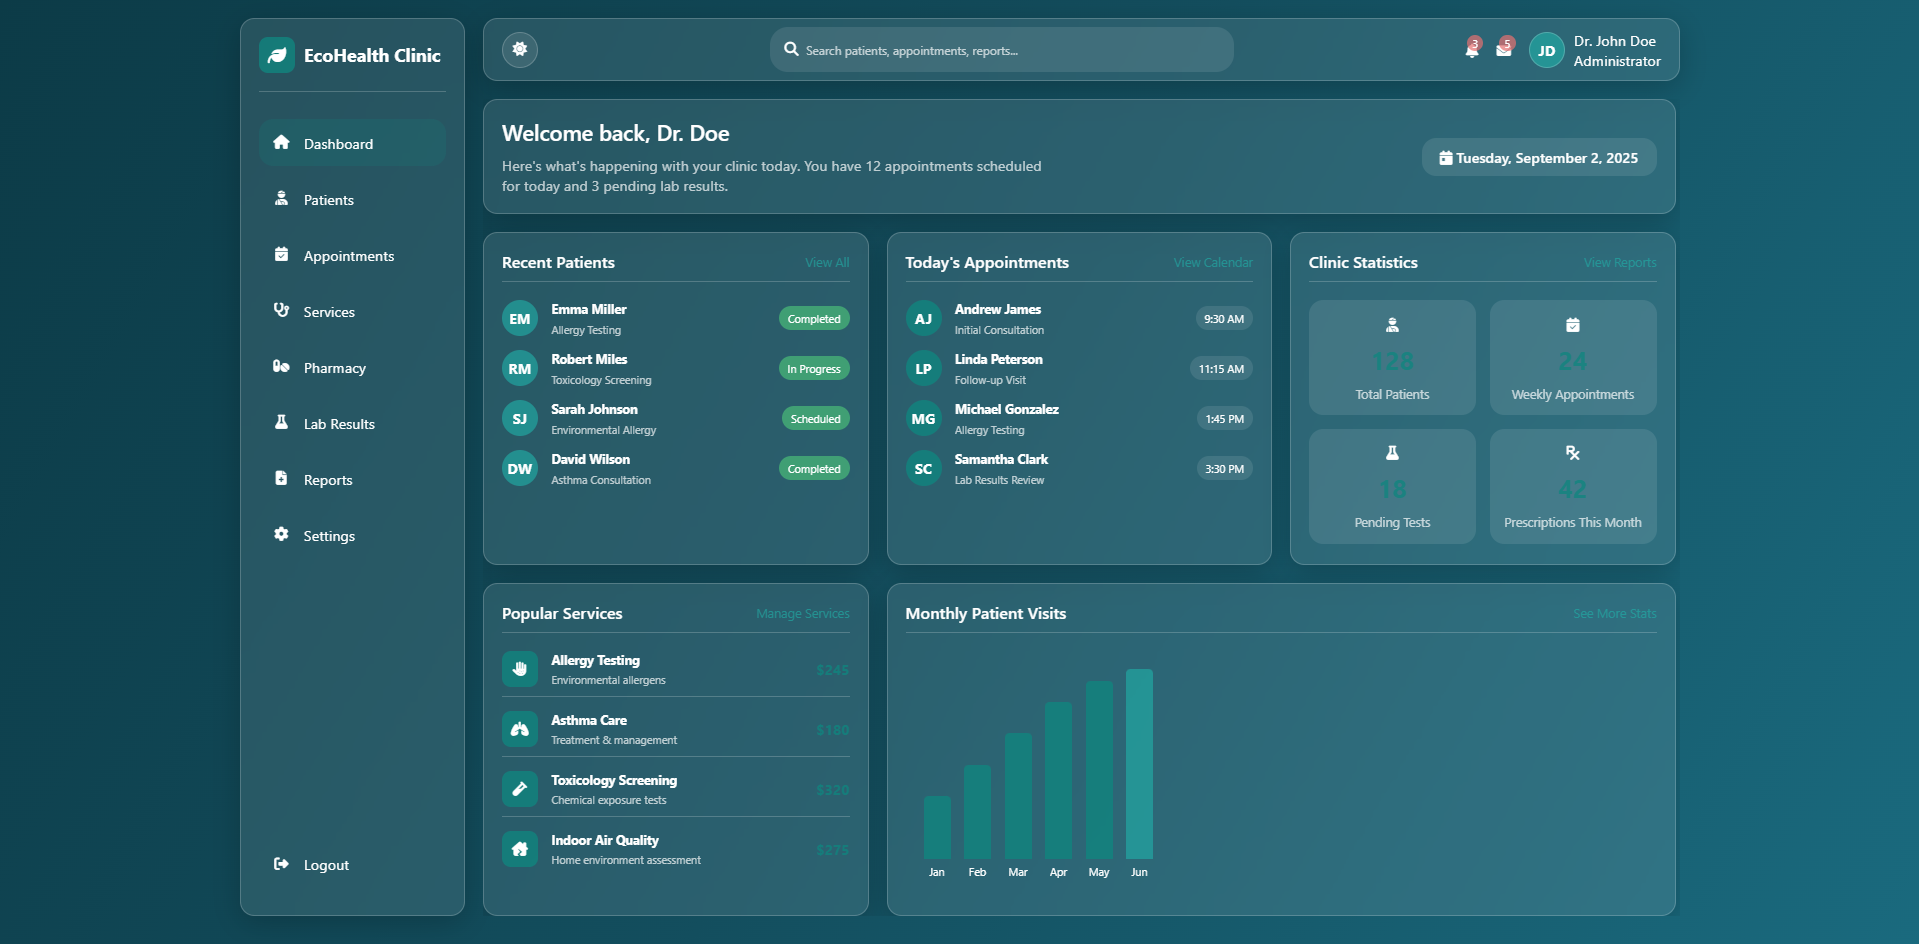 EcoHealth Clinic
Dashboard
Patients
Appointments
Services
Pharmacy
Lab Results
Reports
Settings
Logout
Search patients, appointments, reports...
3
5
JD
Dr. John Doe
Administrator
Welcome back, Dr. Doe
Here's what's happening with your clinic today. You have 12 appointments scheduled
for today and 3 pending lab results.
Tuesday, September 2, 2025
Recent Patients
View All
EM
Emma Miller
Allergy Testing
Completed
RM
Robert Miles
Toxicology Screening
In Progress
SJ
Sarah Johnson
Environmental Allergy
Scheduled
DW
David Wilson
Asthma Consultation
Completed
Today's Appointments
View Calendar
AJ
Andrew James
Initial Consultation
9:30 AM
LP
Linda Peterson
Follow-up Visit
11:15 AM
MG
Michael Gonzalez
Allergy Testing
1:45 PM
SC
Samantha Clark
Lab Results Review
3:30 PM
Clinic Statistics
View Reports
128
Total Patients
24
Weekly Appointments
18
Pending Tests
42
Prescriptions This Month
Popular Services
Manage Services
Allergy Testing
Environmental allergens
$245
Asthma Care
Treatment & management
$180
Toxicology Screening
Chemical exposure tests
$320
Indoor Air Quality
Home environment assessment
$275
Monthly Patient Visits
See More Stats
Jan
Feb
Mar
Apr
May
Jun